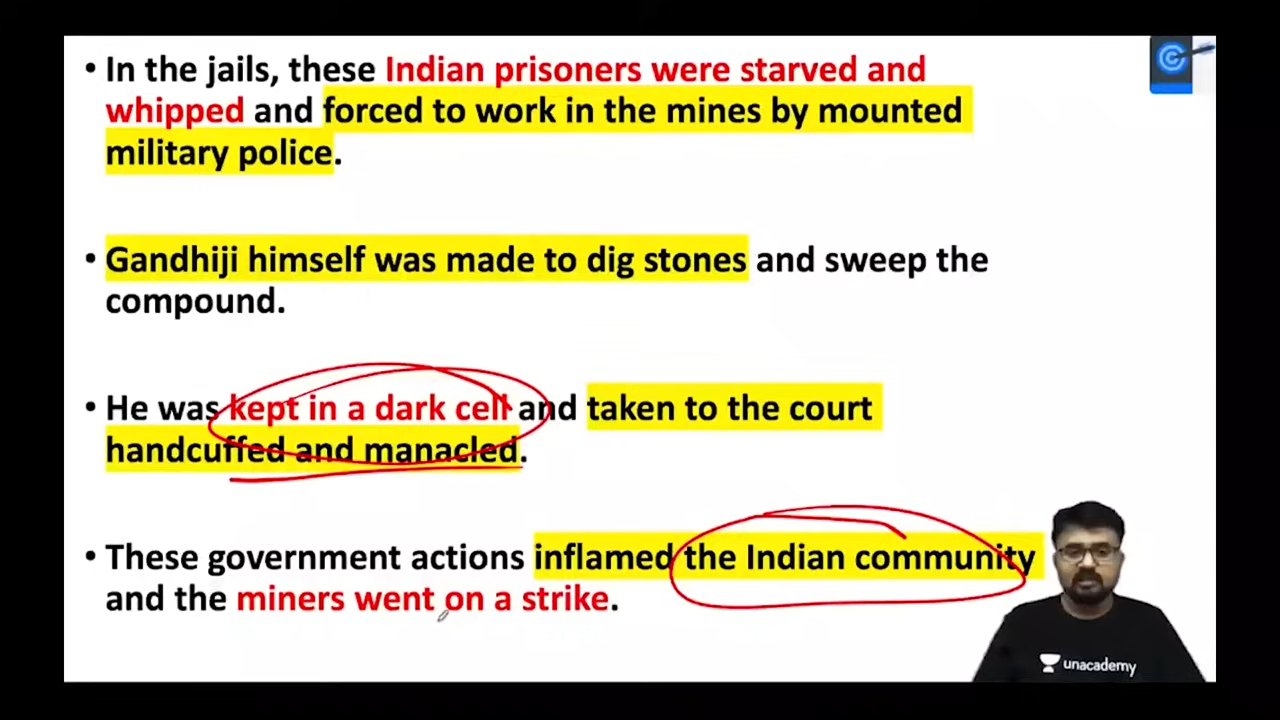 • In the jails, these Indian prisoners were starved and
whipped and forced to work in the mines by mounted
military police.
• Gandhiji himself was made to dig stones and sweep the
compound.
• He was kept in a dark cell and taken to the court
handcuffed and manacled.
• These government actions inflamed the Indian community
and the miners went on a strike.
unacademy